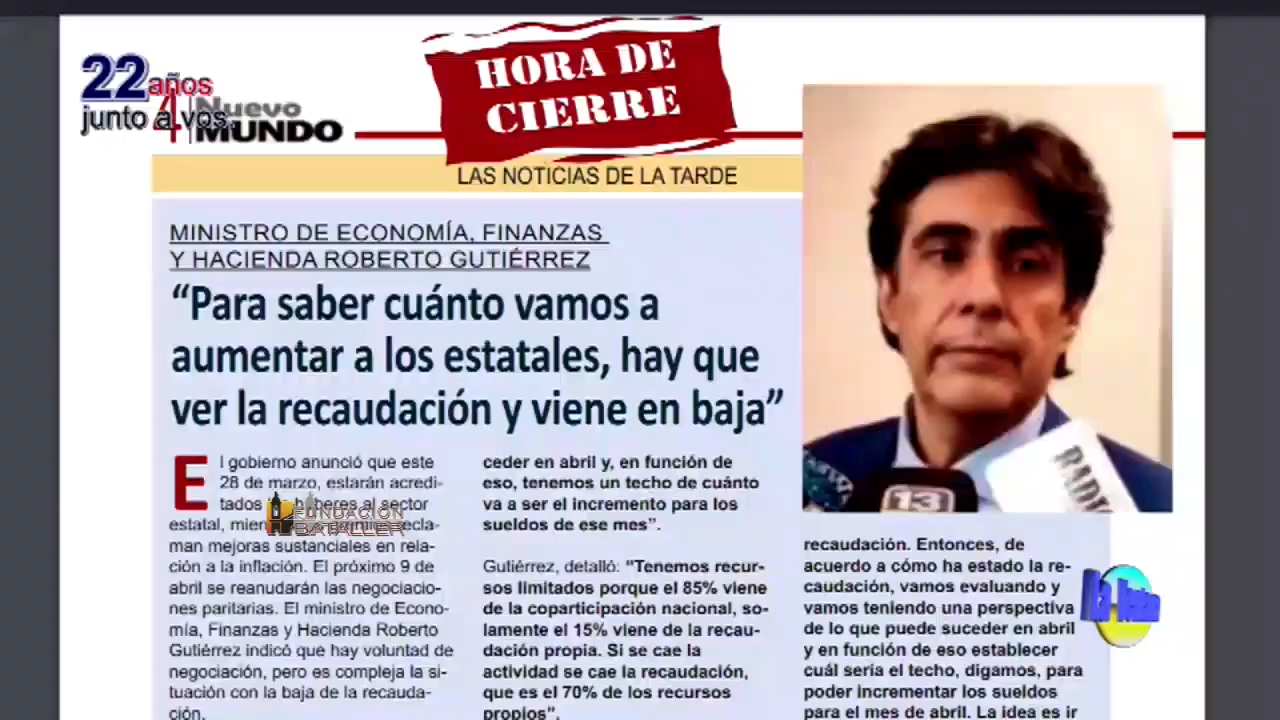 22 años
junto a vos.
4
Nuevo
MUNDO
HORA DE
CIERRE
LAS NOTICIAS DE LA TARDE
MINISTRO DE ECONOMÍA, FINANZAS
Y HACIENDA ROBERTO GUTIÉRREZ
“Para saber cuánto vamos a
aumentar a los estatales, hay que
ver la recaudación y viene en baja”
El gobierno anunció que este
28 de marzo, estarán acredi-
tados haberes al sector
estatal, recla-
man mejoras sustanciales en rela-
ción a la inflación. El próximo 9 de
abril se reanudarán las negociacio-
nes paritarias. El ministro de Econo-
mía, Finanzas y Hacienda Roberto
Gutiérrez indicó que hay voluntad de
negociación, pero es compleja la si-
tuación con la baja de la recauda-
ción.
FUNDACION
BATALLER
ceder en abril y, en función de
eso, tenemos un techo de cuánto
va a ser el incremento para los
sueldos de ese mes”.
Gutiérrez, detalló: “Tenemos recur-
sos limitados porque el 85% viene
de la coparticipación nacional, so-
lamente el 15% viene de la recau-
dación propia. Si se cae la
actividad se cae la recaudación,
que es el 70% de los recursos
propios”.
13
RADIO
recaudación. Entonces, de
acuerdo a cómo ha estado la re-
caudación, vamos evaluando y
vamos teniendo una perspectiva
de lo que puede suceder en abril
y en función de eso establecer
cuál sería el techo, digamos, para
poder incrementar los sueldos
para el mes de abril. La idea es ir